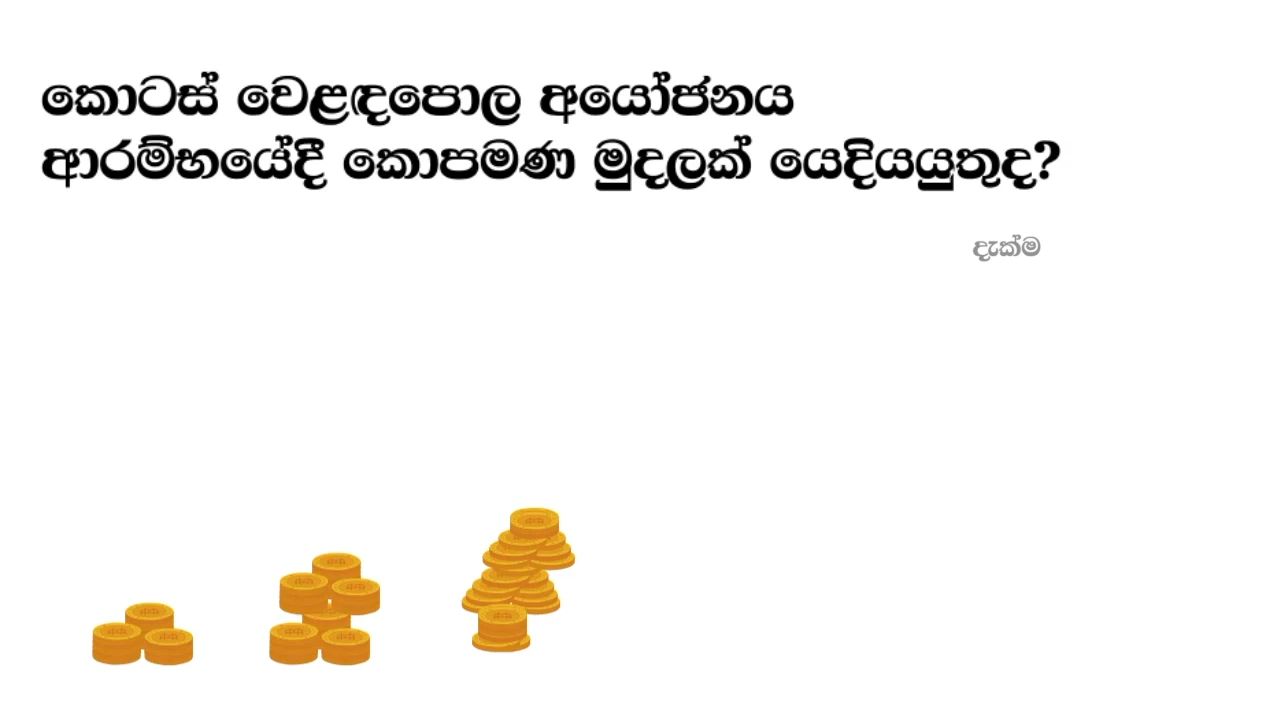 කොටස් වෙළඳපොල අයෝජනය
ආරම්භයේදී කොපමණ මුදලක් යෙදියයුතුද?
දැක්ම